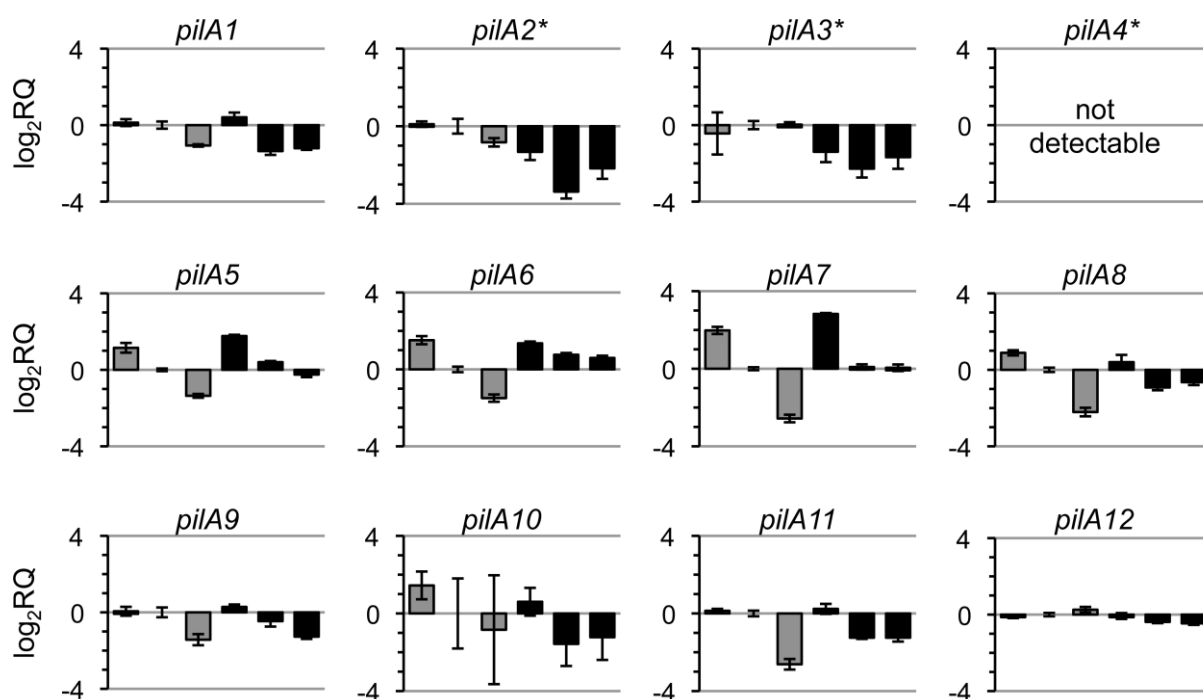 pilA1 pilA2* pilA3* pilA4*
4 4 4 4
log₂RQ 0 0 0 0 not
detectable
-4 -4 -4 -4
pilA5 pilA6 pilA7 pilA8
4 4 4 4
log₂RQ 0 0 0 0
-4 -4 -4 -4
pilA9 pilA10 pilA11 pilA12
4 4 4 4
log₂RQ 0 0 0 0
-4 -4 -4 -4